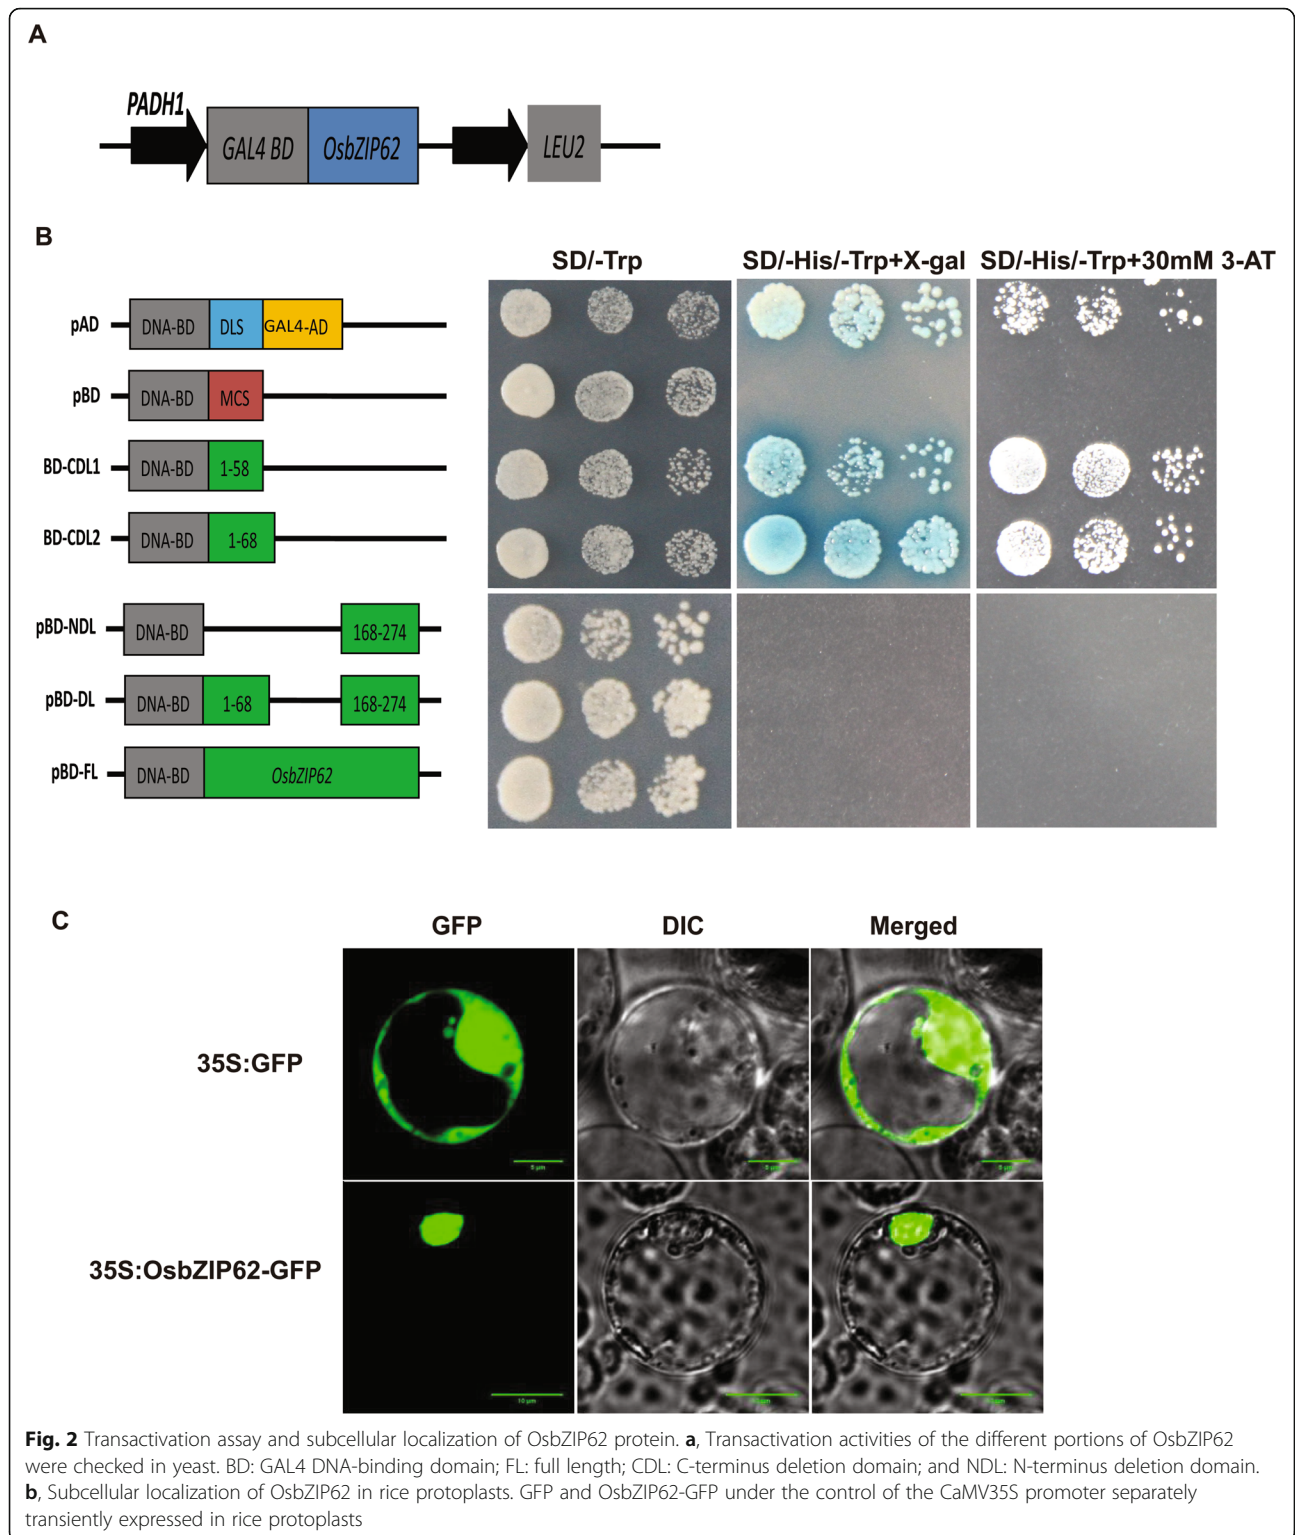 A
PADH1
GAL4 BD OsbZIP62 LEU2
B
SD/-Trp SD/-His/-Trp+X-gal SD/-His/-Trp+30mM 3-AT
pAD DNA-BD DLS GAL4-AD
pBD DNA-BD MCS
BD-CDL1 DNA-BD 1-58
BD-CDL2 DNA-BD 1-68
pBD-NDL DNA-BD 168-274
pBD-DL DNA-BD 1-68 168-274
pBD-FL DNA-BD OsbZIP62
C
GFP DIC Merged
35S:GFP
35S:OsbZIP62-GFP
10 µm
Fig. 2 Transactivation assay and subcellular localization of OsbZIP62 protein. a, Transactivation activities of the different portions of OsbZIP62
were checked in yeast. BD: GAL4 DNA-binding domain; FL: full length; CDL: C-terminus deletion domain; and NDL: N-terminus deletion domain.
b, Subcellular localization of OsbZIP62 in rice protoplasts. GFP and OsbZIP62-GFP under the control of the CaMV35S promoter separately
transiently expressed in rice protoplasts